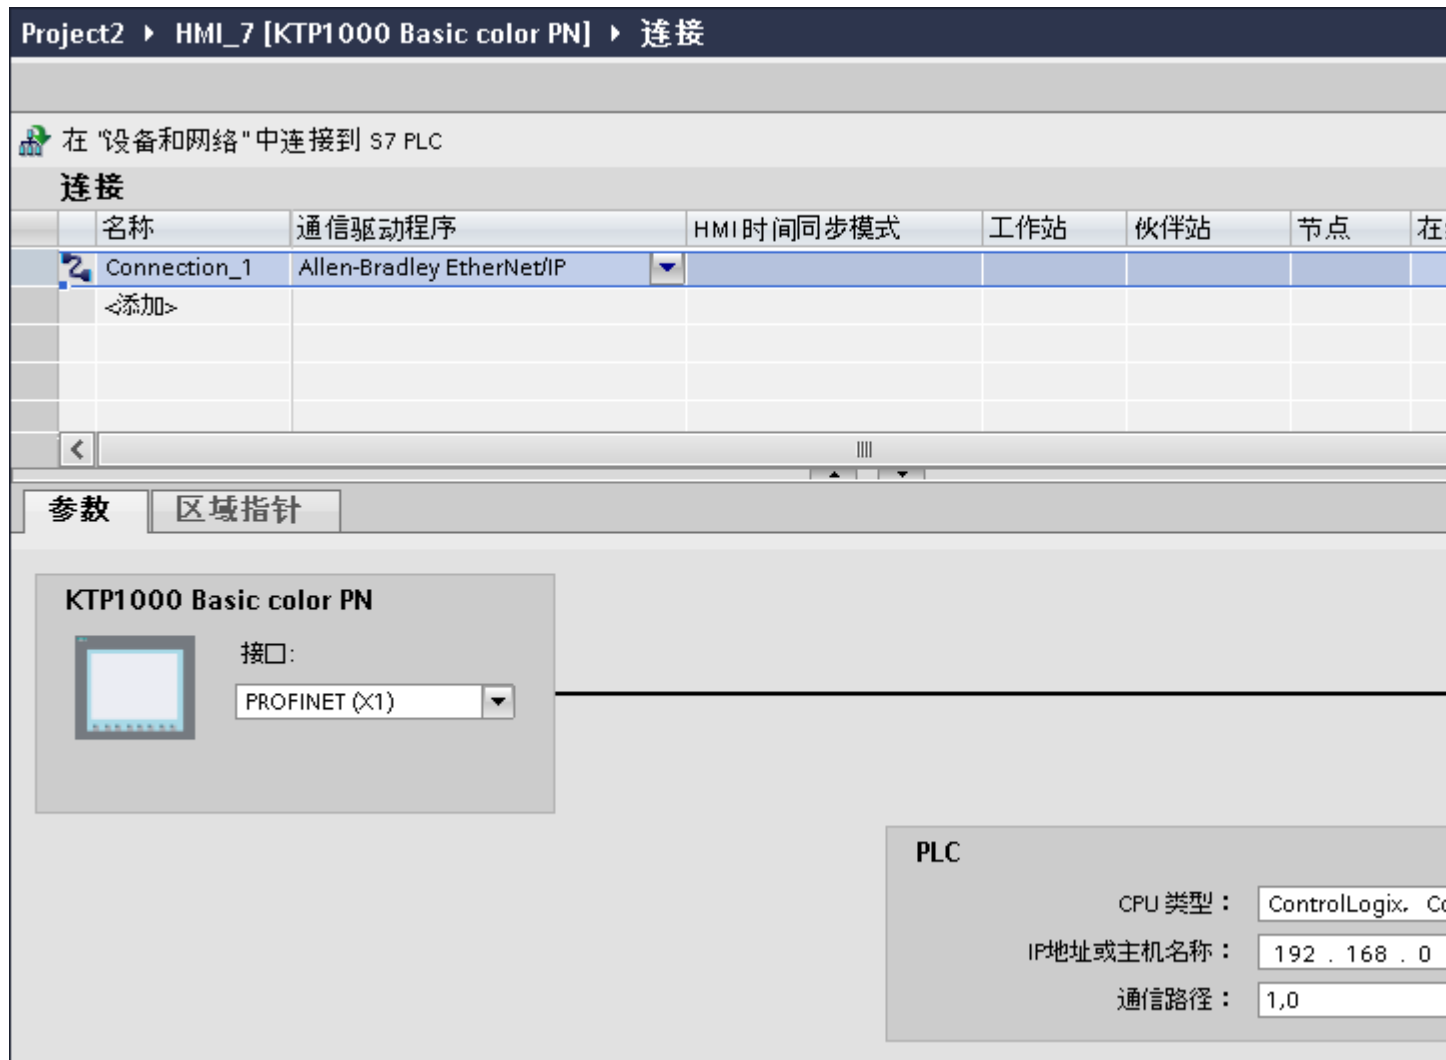 Project2 ▸ HMI_7 [KTP1000 Basic color PN] ▸ 连接
在 "设备和网络" 中连接到 S7 PLC
连接
名称 通信驱动程序 HMI时间同步模式 工作站 伙伴站 节点 在
Connection_1 Allen-Bradley EtherNet/IP
<添加>
参数 区域指针
KTP1000 Basic color PN
接口:
PROFINET (X1)
PLC
CPU 类型： ControlLogix, Co
IP地址或主机名称： 192 . 168 . 0
通信路径： 1,0